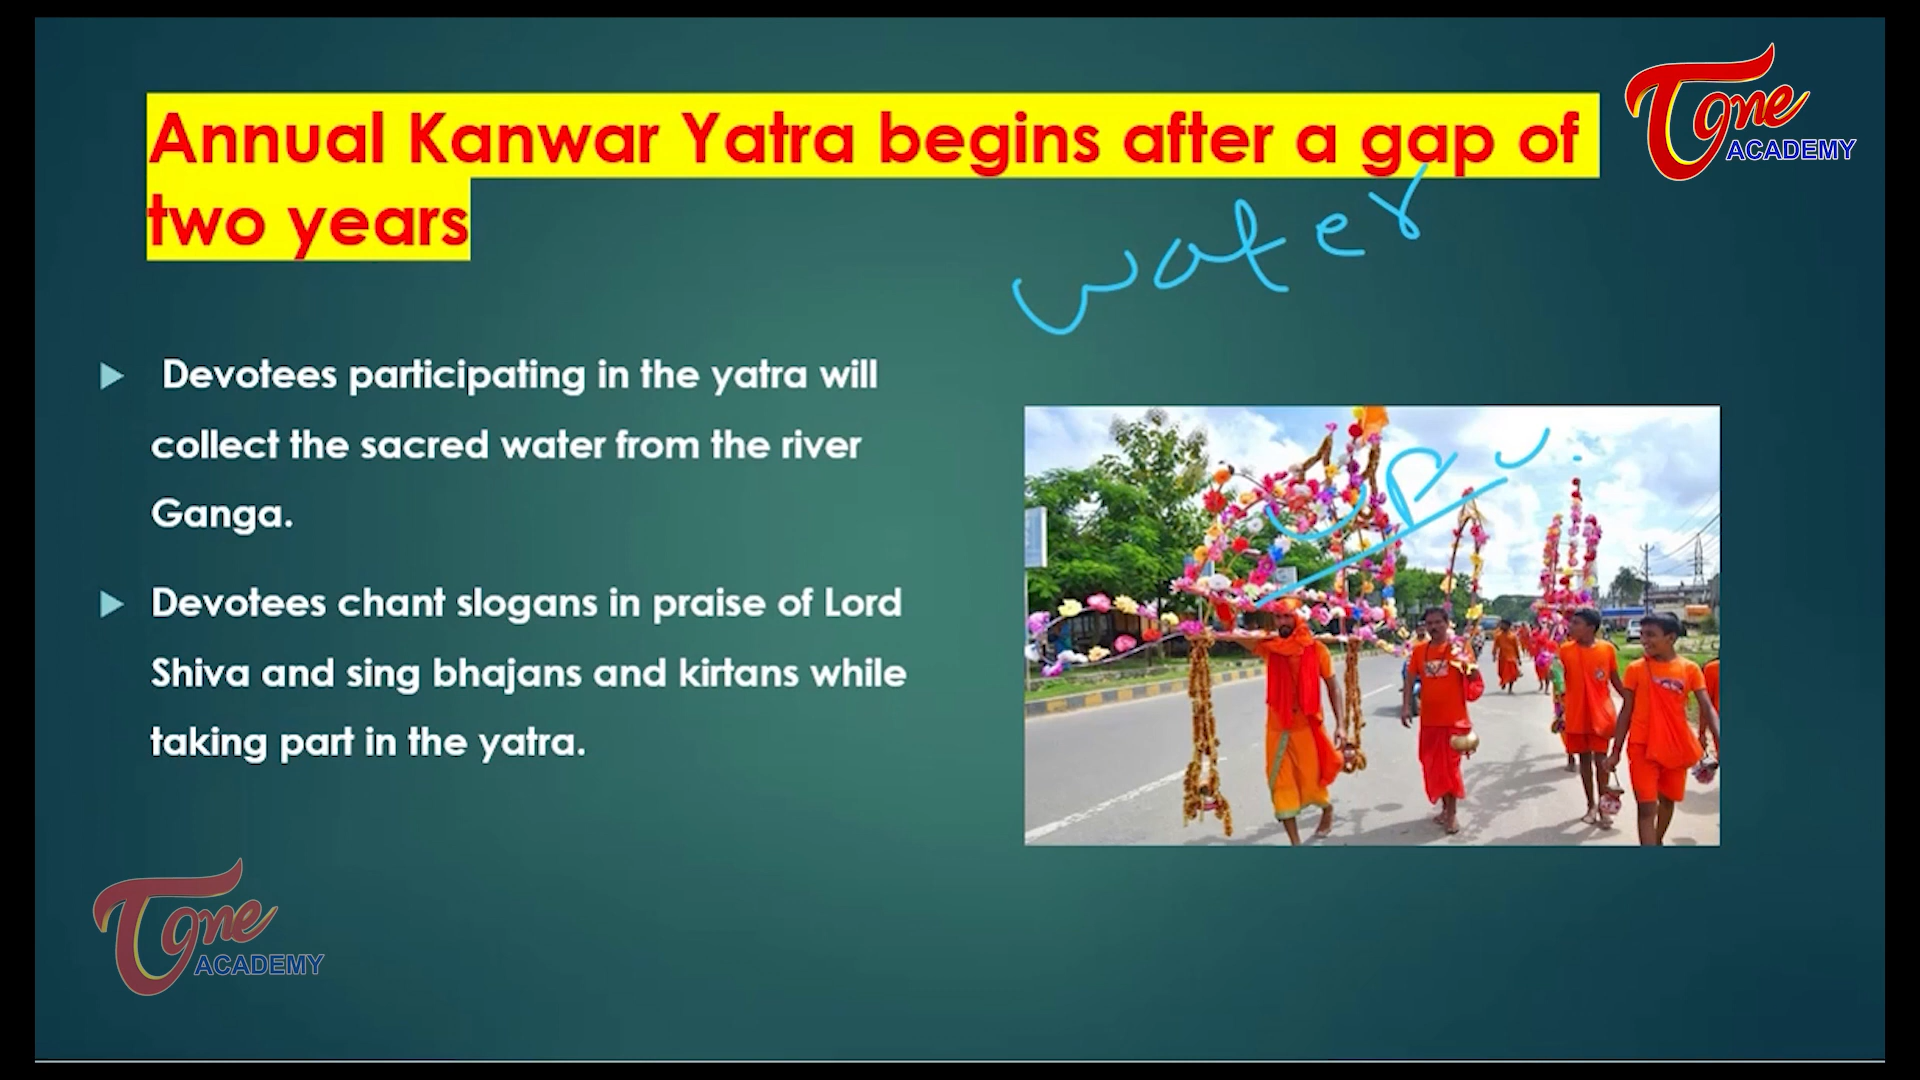 Annual Kanwar Yatra begins after a gap of
two years
Tone
ACADEMY
water
Devotees participating in the yatra will
collect the sacred water from the river
Ganga.
Devotees chant slogans in praise of Lord
Shiva and sing bhajans and kirtans while
taking part in the yatra.
Tone
ACADEMY